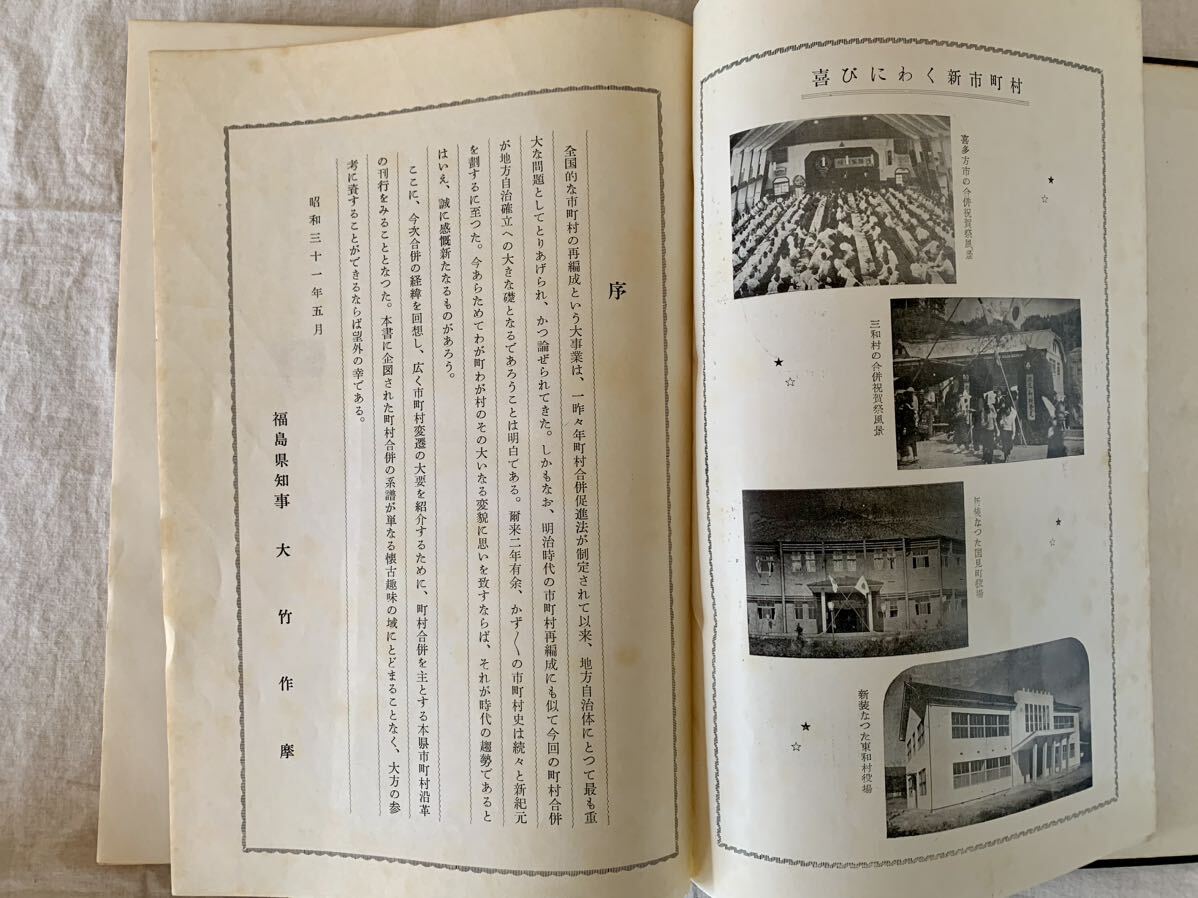 喜びにわく新市町村
喜多方市の合併祝賀祭風景
三和村の合併祝賀祭風景
新装なつた国見町役場
新装なつた東和村役場
序
全国的な市町村の再編成という大事業は、一昨々年町村合併促進法が制定されて以来、地方自治体にとつて最も重
大な問題としてとりあげられ、かつ論ぜられてきた。しかもなお、明治時代の市町村再編成にも似て今回の町村合併
が地方自治確立への大きな礎となるであろうことは明白である。爾来二年有余、かず〳〵の市町村史は続々と新紀元
を劃するに至つた。今あらためてわが町わが村のその大いなる変貌に思いを致すならば、それが時代の趨勢であると
はいえ、誠に感慨新たなるものがあろう。
ここに、今次合併の経緯を回想し、広く市町村変遷の大要を紹介するために、町村合併を主とする本県市町村沿革
の刊行をみることとなつた。本書に企図された町村合併の系譜が単なる懐古趣味の域にとどまることなく、大方の参
考に資することができるならば望外の幸である。
昭和三十一年五月
福島県知事 大竹作摩